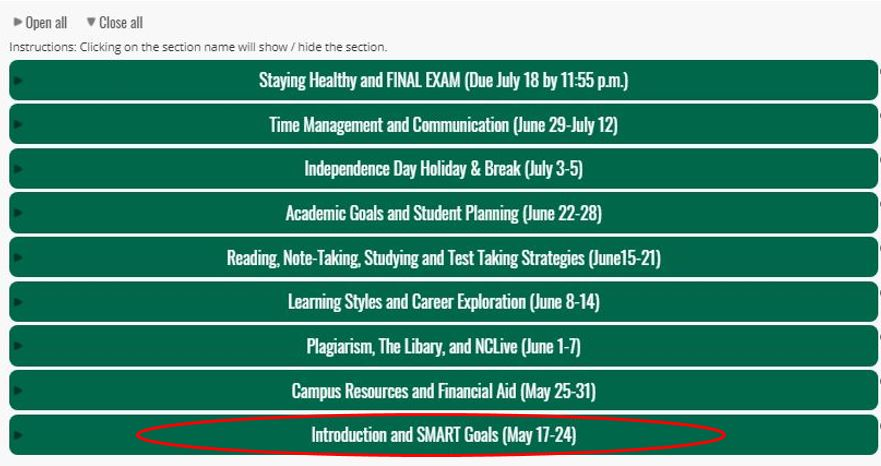 Open all Close all
Instructions: Clicking on the section name will show / hide the section.
Staying Healthy and FINAL EXAM (Due July 18 by 11:55 p.m.)
Time Management and Communication (June 29-July 12)
Independence Day Holiday & Break (July 3-5)
Academic Goals and Student Planning (June 22-28)
Reading, Note-Taking, Studying and Test Taking Strategies (June15-21)
Learning Styles and Career Exploration (June 8-14)
Plagiarism, The Libary, and NCLive (June 1-7)
Campus Resources and Financial Aid (May 25-31)
Introduction and SMART Goals (May 17-24)